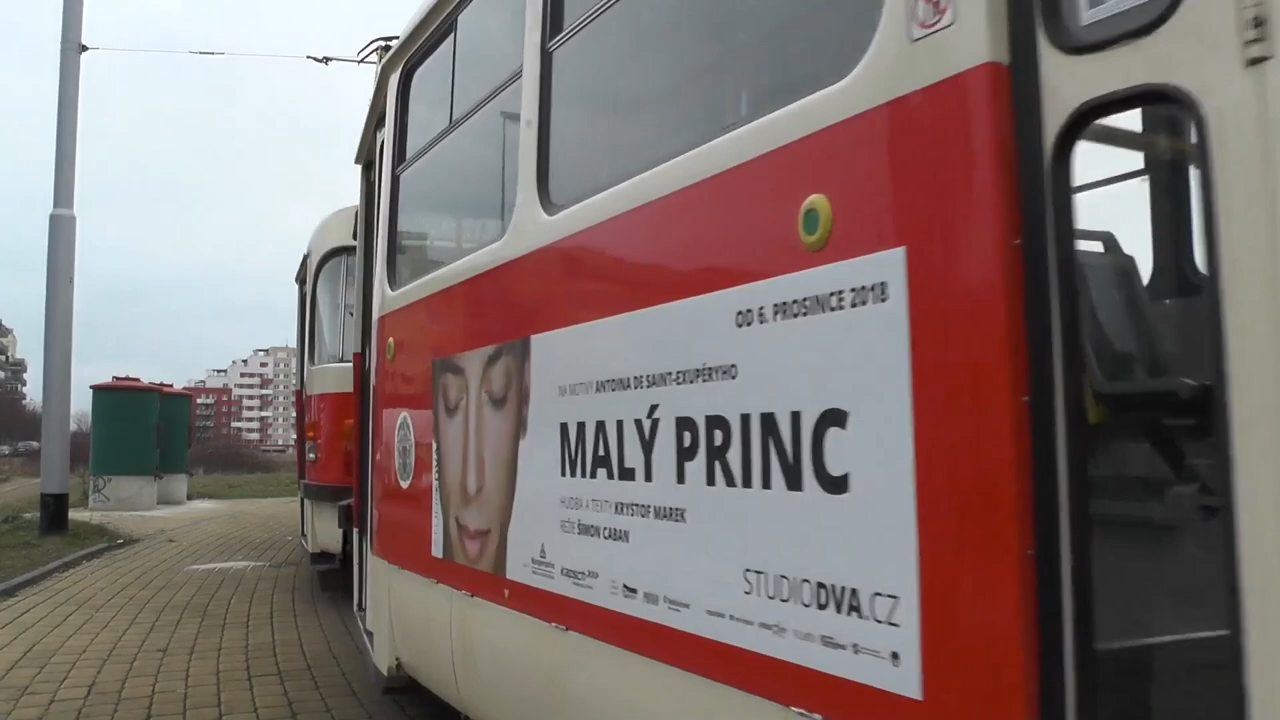 OD 6. PROSINCE 2018
NA MOTIVY ANTOINA DE SAINT-EXUPÉRYHO
MALÝ PRINC
HUDBA A TEXTY KRYŠTOF MAREK
REŽIE ŠIMON CABAN
kapsch >>>
STUDIODVA.CZ